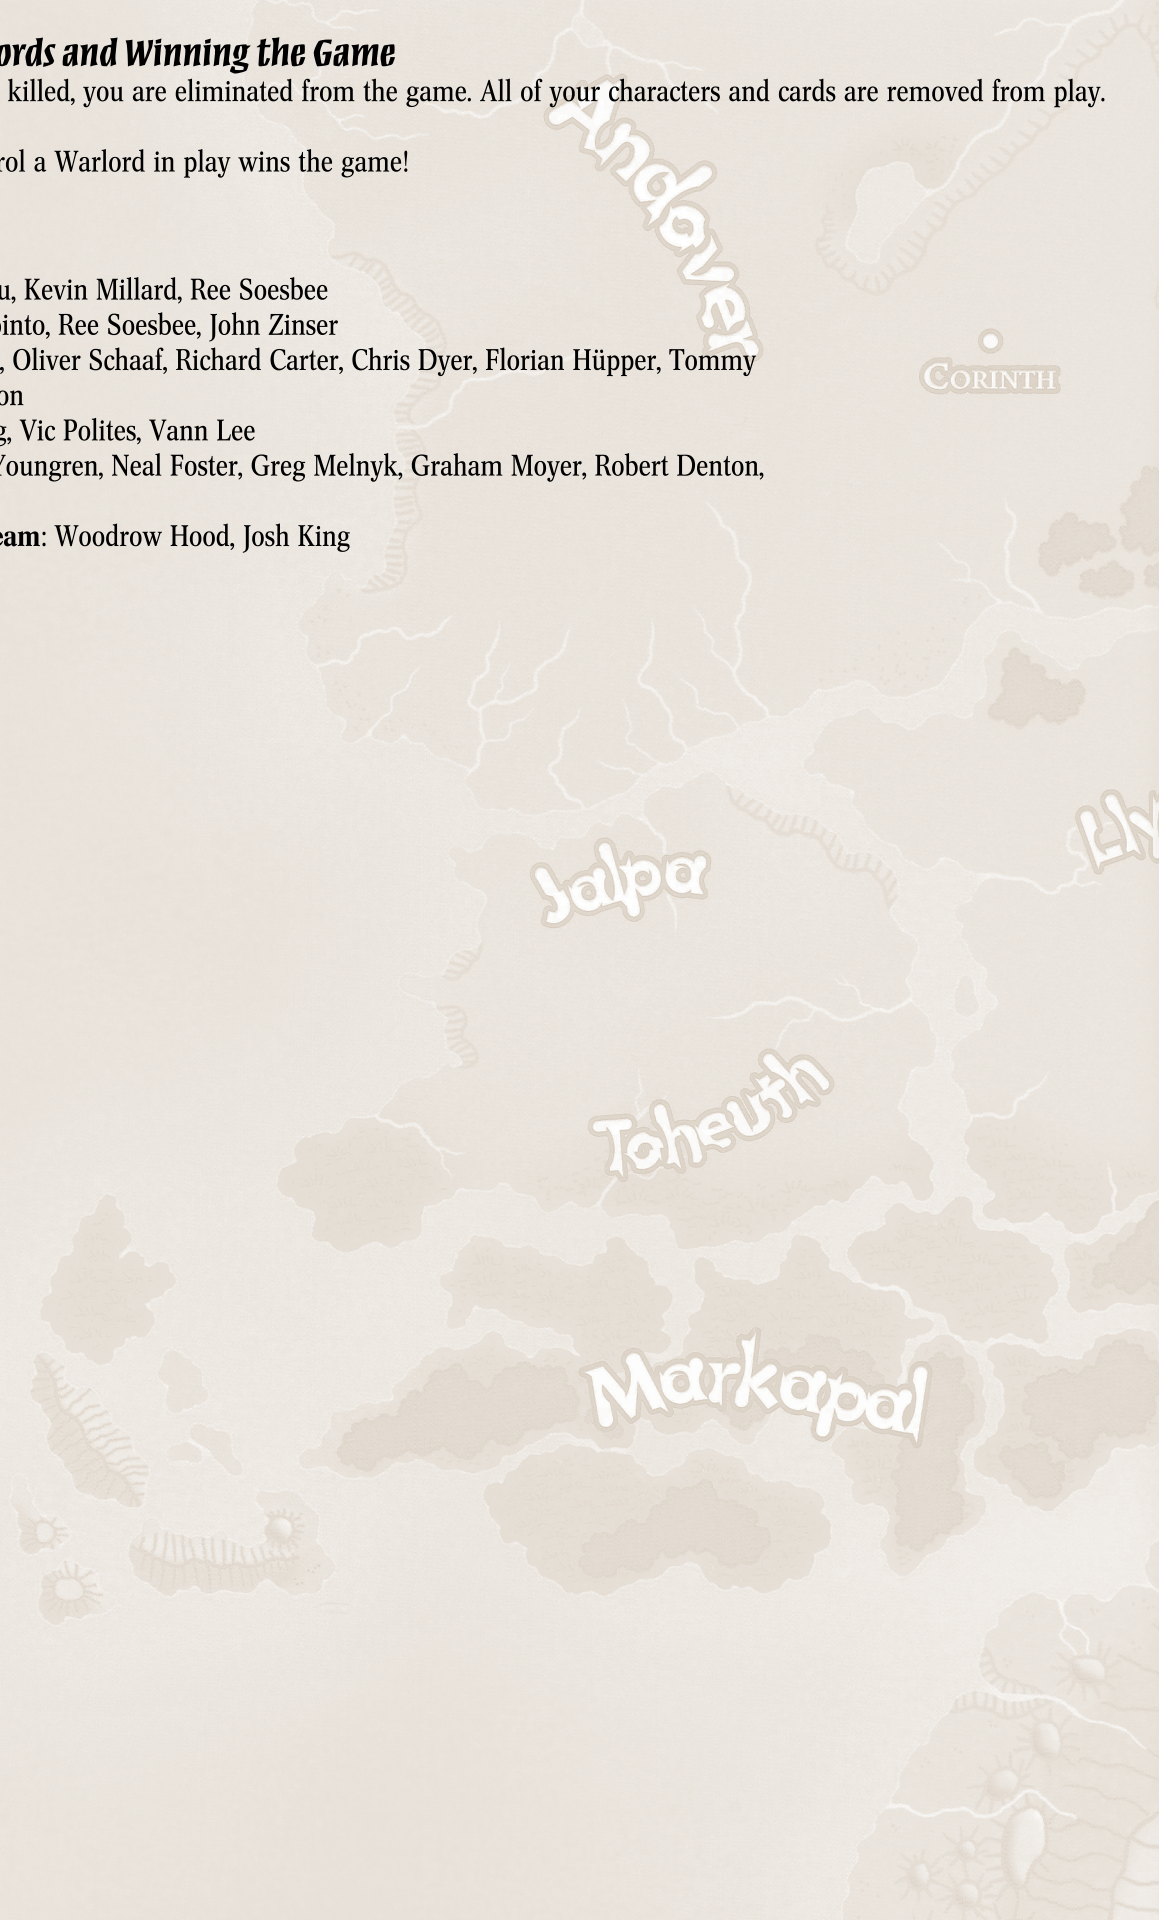 ords and Winning the Game
killed, you are eliminated from the game. All of your characters and cards are removed from play.
rol a Warlord in play wins the game!
u, Kevin Millard, Ree Soesbee
into, Ree Soesbee, John Zinser
, Oliver Schaaf, Richard Carter, Chris Dyer, Florian Hüpper, Tommy
on
g, Vic Polites, Vann Lee
Youngren, Neal Foster, Greg Melnyk, Graham Moyer, Robert Denton,
eam: Woodrow Hood, Josh King
Andover
Corinth
Lly
Jalpa
Toheuth
Markapal